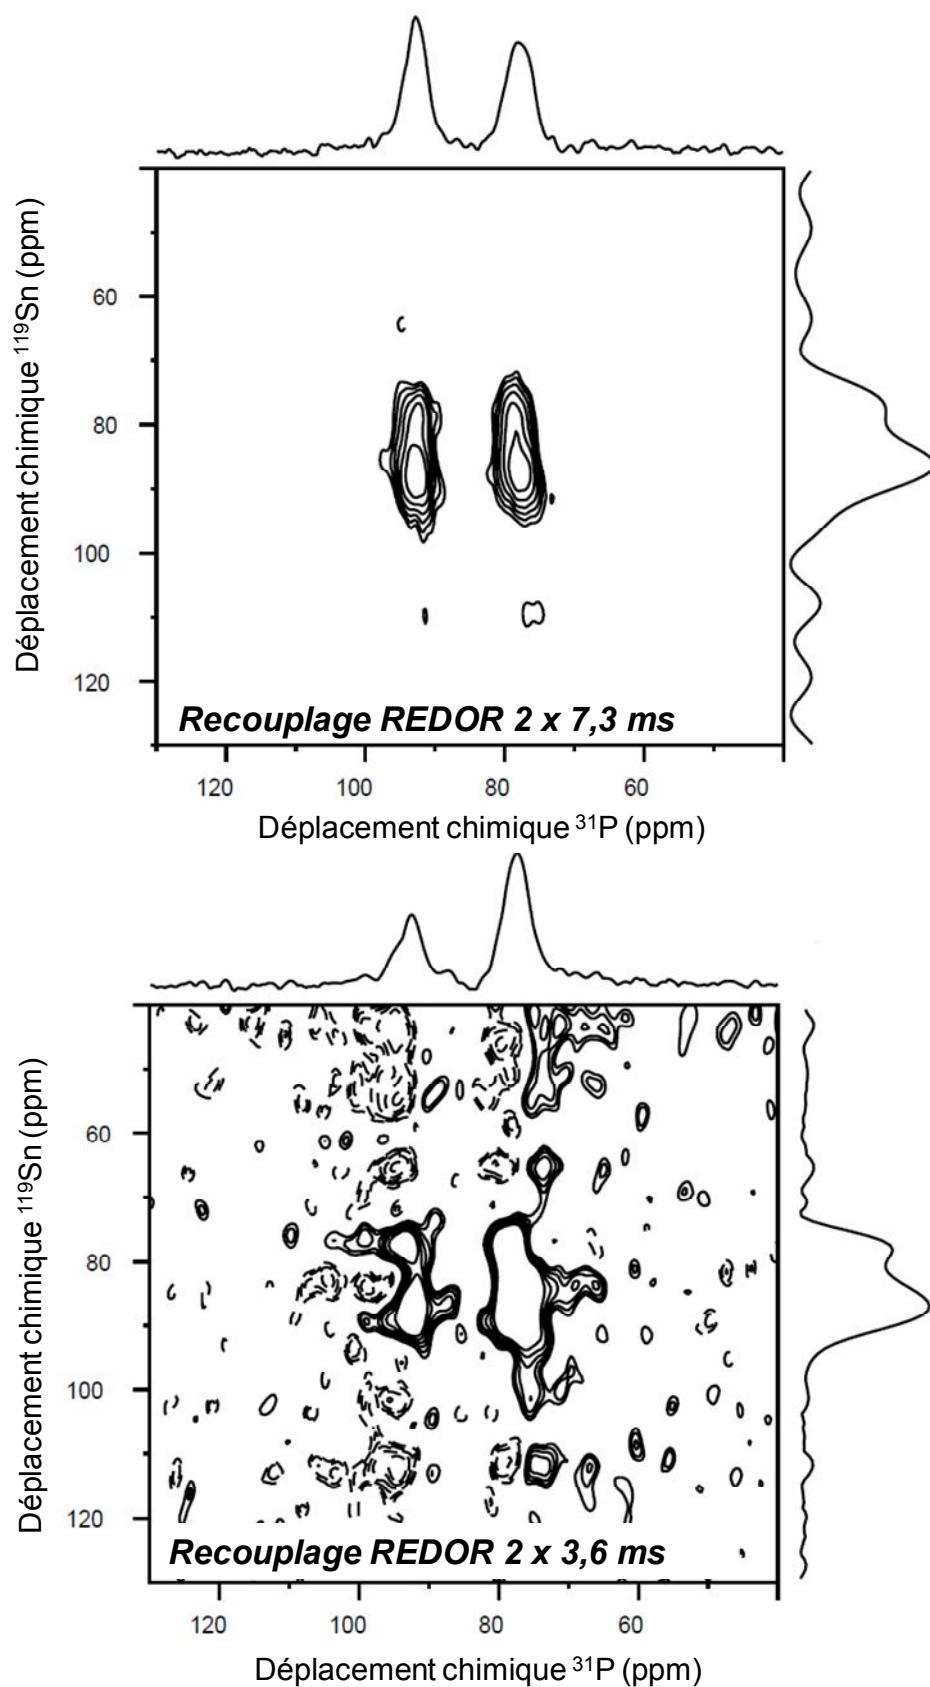 Déplacement chimique ¹¹⁹Sn (ppm)
60
80
100
120
Recouplage REDOR 2 x 7,3 ms
120 100 80 60
Déplacement chimique ³¹P (ppm)
Déplacement chimique ¹¹⁹Sn (ppm)
60
80
100
120
Recouplage REDOR 2 x 3,6 ms
120 100 80 60
Déplacement chimique ³¹P (ppm)